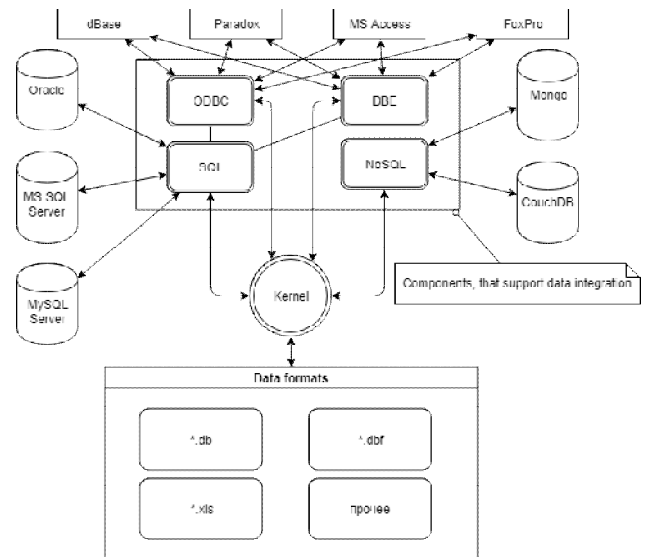 dBase
Paradox
MS Access
FoxPro
Oracle
ODBC
DBE
Mongo
SQL
NoSQL
MS SQL
Server
CouchDB
Components, that support data integration
MySQL
Server
Kernel
Data formats
*.db
*.dbf
*.xls
прочее